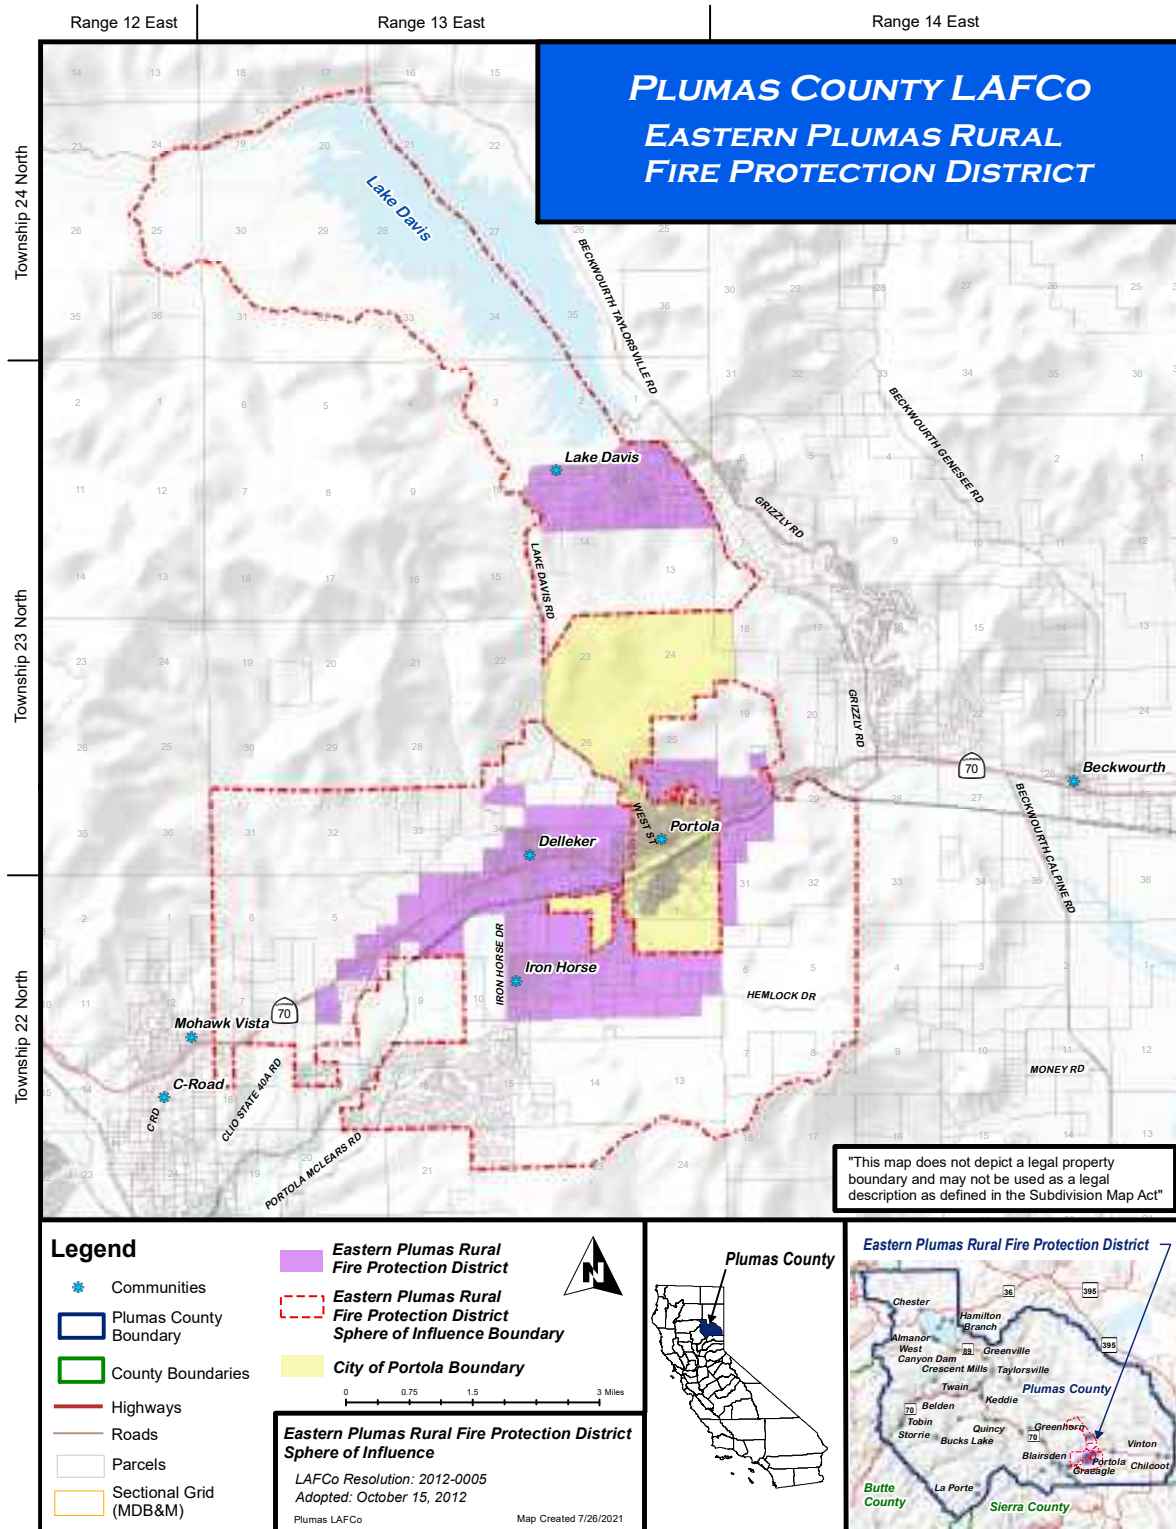 Range 12 East
Range 13 East
Range 14 East
PLUMAS COUNTY LAFCO
EASTERN PLUMAS RURAL
FIRE PROTECTION DISTRICT
Township 24 North
Township 23 North
Township 22 North
Lake Davis
BECKWOURTH TAYLORSVILLE RD
BECKWOURTH GENESEE RD
Lake Davis
GRIZZLY RD
LAKE DAVIS RD
GRIZZLY RD
70
Beckwourth
BECKWOURTH CALPINE RD
WEST ST
Portola
Delleker
IRON HORSE DR
Iron Horse
HEMLOCK DR
70
Mohawk Vista
C-Road
C RD
CLIO STATE 40A RD
PORTOLA MCLEARS RD
MONEY RD
"This map does not depict a legal property
boundary and may not be used as a legal
description as defined in the Subdivision Map Act"
Legend
Communities
Plumas County
Boundary
County Boundaries
Highways
Roads
Parcels
Sectional Grid
(MDB&M)
Eastern Plumas Rural
Fire Protection District
Eastern Plumas Rural
Fire Protection District
Sphere of Influence Boundary
City of Portola Boundary
N
0 0.75 1.5 3 Miles
Eastern Plumas Rural Fire Protection District
Sphere of Influence
LAFCo Resolution: 2012-0005
Adopted: October 15, 2012
Plumas LAFCo
Map Created 7/26/2021
Plumas County
Eastern Plumas Rural Fire Protection District
Chester
36
395
Hamilton
Branch
Almanor
West
89
Greenville
395
Canyon Dam
Crescent Mills
Taylorsville
Twain
Plumas County
Keddie
70
Belden
Tobin
Quincy
Greenhorn
Storrie
Bucks Lake
70
Vinton
Blairsden
Portola
Chilcoot
Graeagle
La Porte
Butte
County
Sierra County